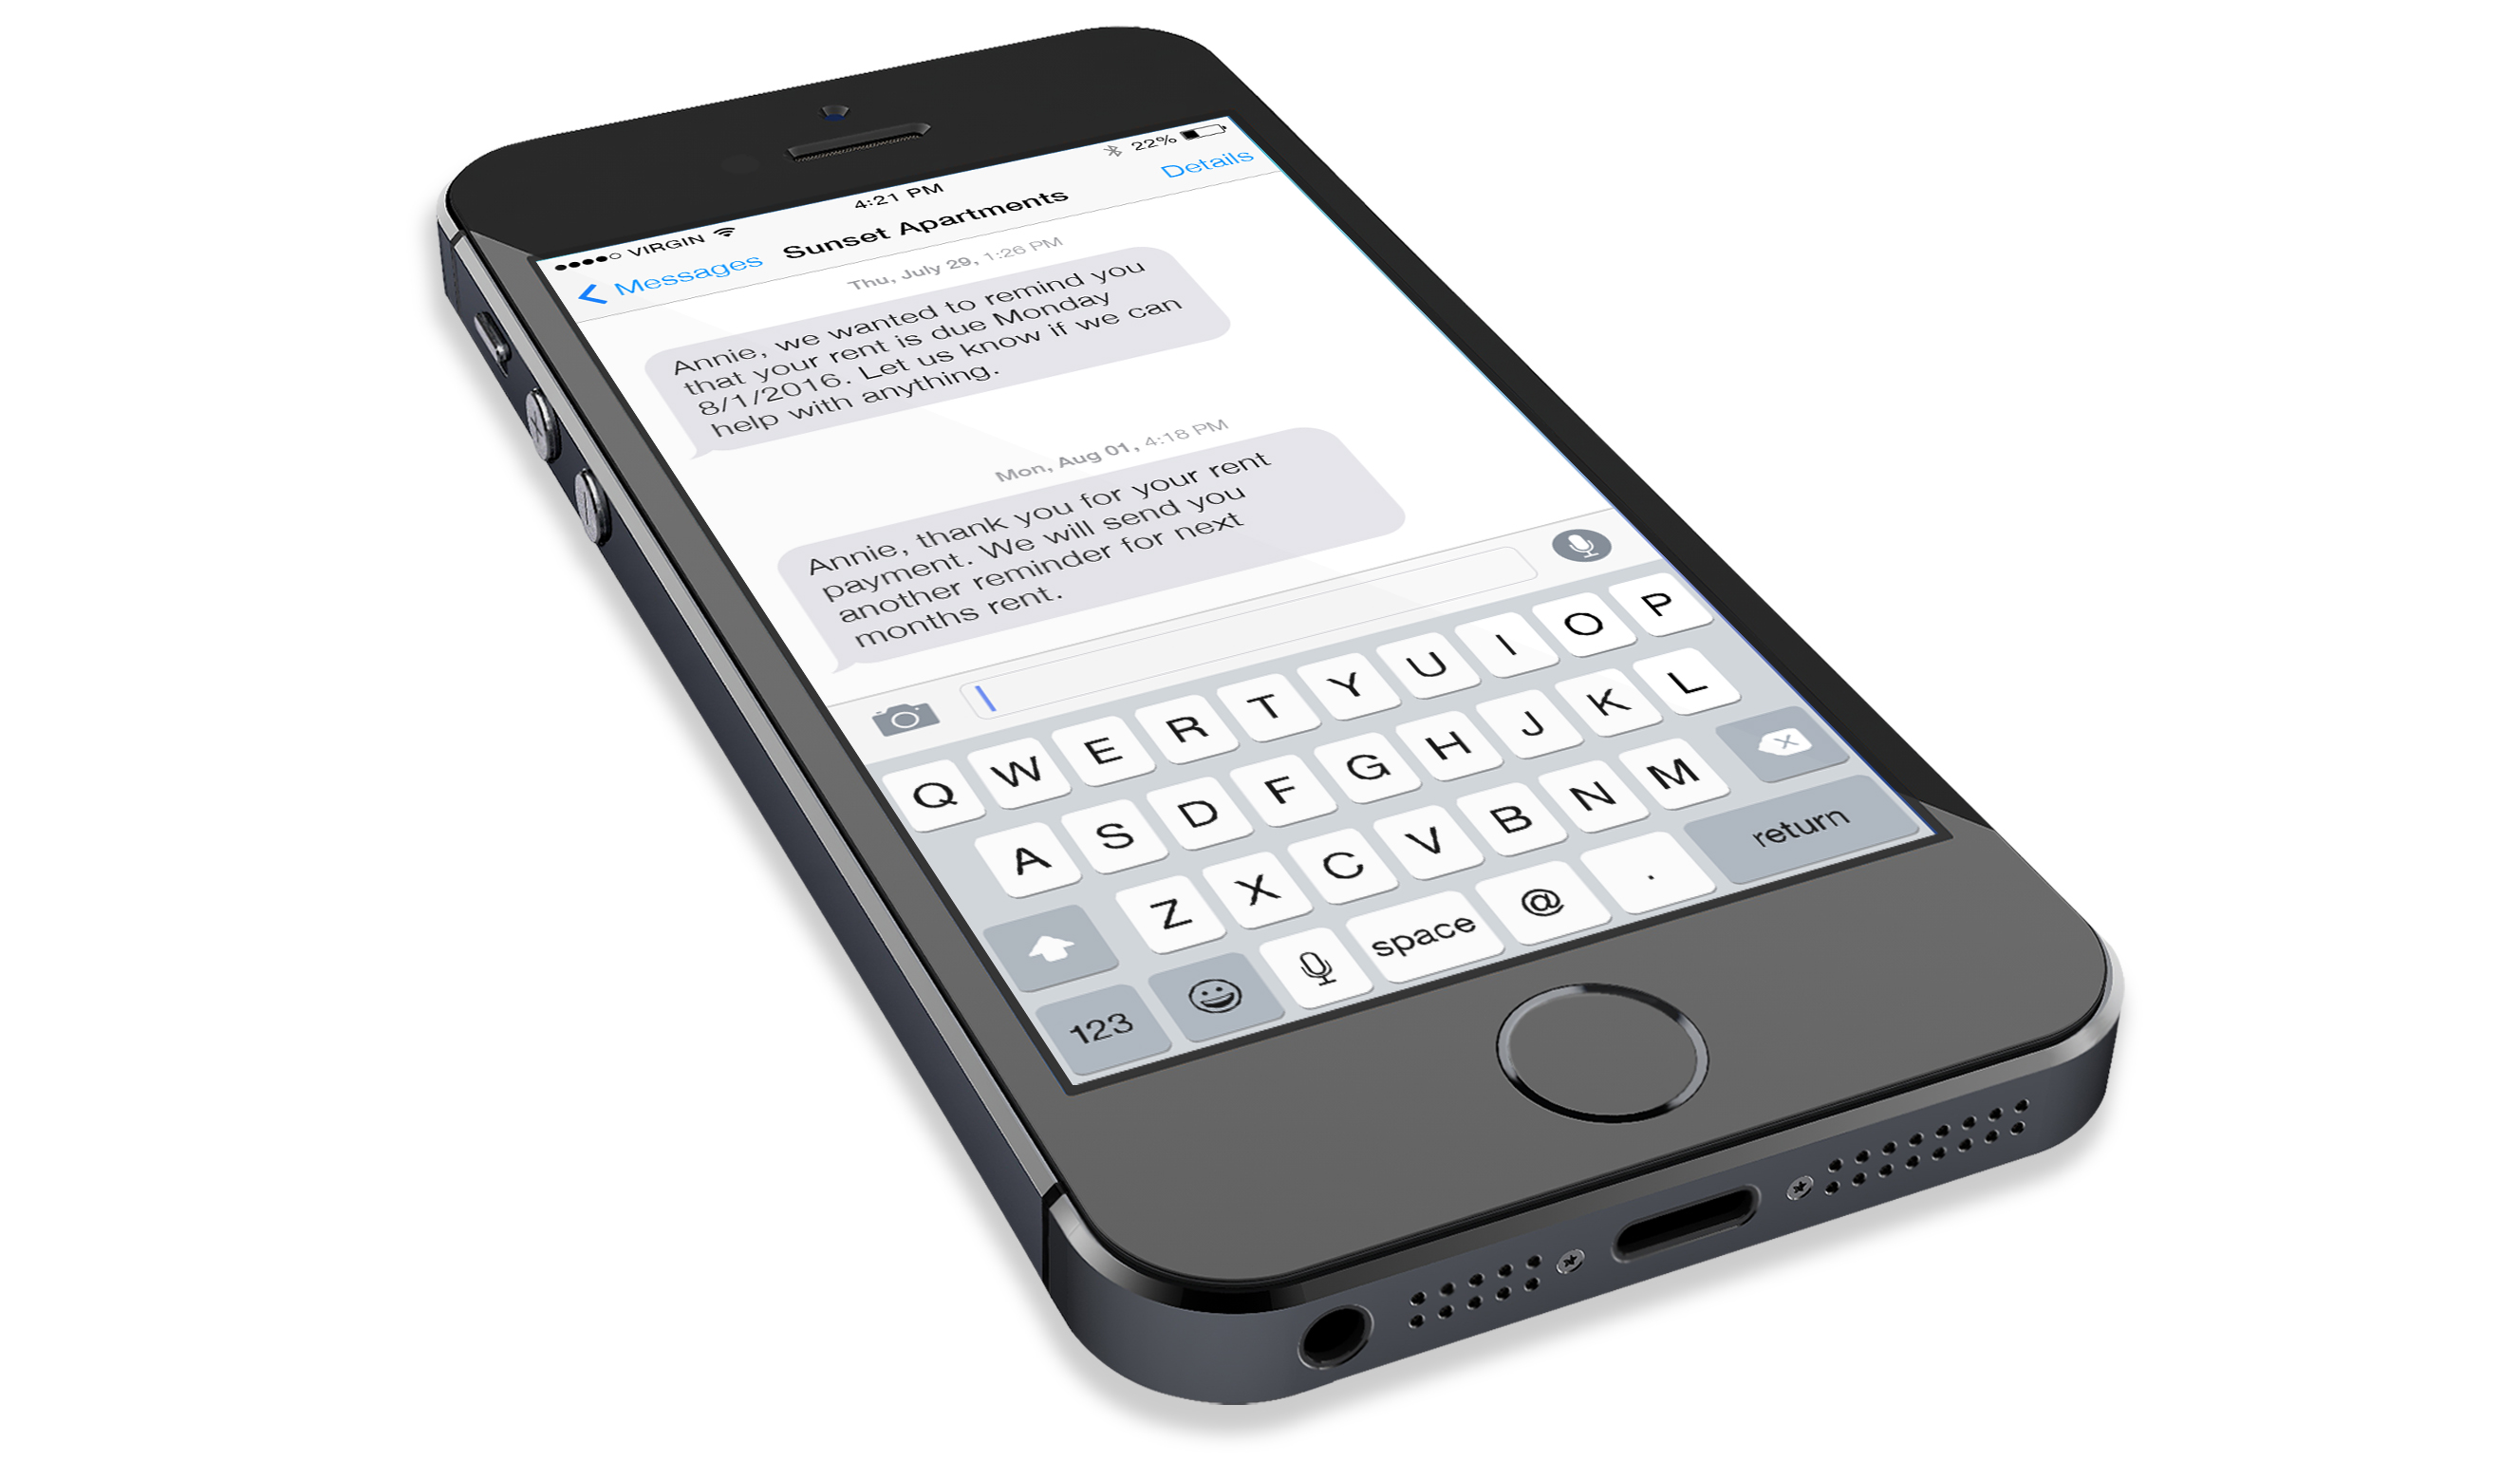 VIRGIN 4:21 PM 22%
Messages Sunset Apartments Details
Thu, July 29, 1:26 PM
Annie, we wanted to remind you
that your rent is due Monday
8/1/2016. Let us know if we can
help with anything.
Mon, Aug 01, 4:18 PM
Annie, thank you for your rent
payment. We will send you
another reminder for next
months rent.
Q W E R T Y U I O P
A S D F G H J K L
Z X C V B N M
123 space @ . return